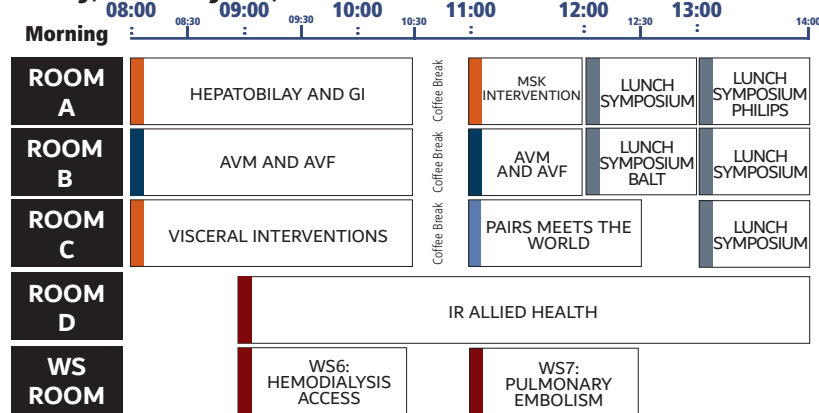 08:00
08:30
09:00
09:30
10:00
10:30
11:00
12:00
12:30
13:00
14:00
Morning
ROOM
A
HEPATOBILAY AND GI
Coffee Break
MSK
INTERVENTION
LUNCH
SYMPOSIUM
LUNCH
SYMPOSIUM
PHILIPS
ROOM
B
AVM AND AVF
Coffee Break
AVM
AND AVF
LUNCH
SYMPOSIUM
BALT
LUNCH
SYMPOSIUM
ROOM
C
VISCERAL INTERVENTIONS
Coffee Break
PAIRS MEETS THE
WORLD
LUNCH
SYMPOSIUM
ROOM
D
IR ALLIED HEALTH
WS
ROOM
WS6:
HEMODIALYSIS
ACCESS
WS7:
PULMONARY
EMBOLISM